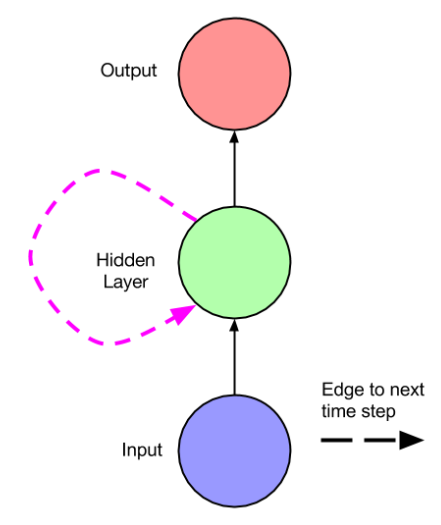 Output
Hidden
Layer
Edge to next
time step
Input